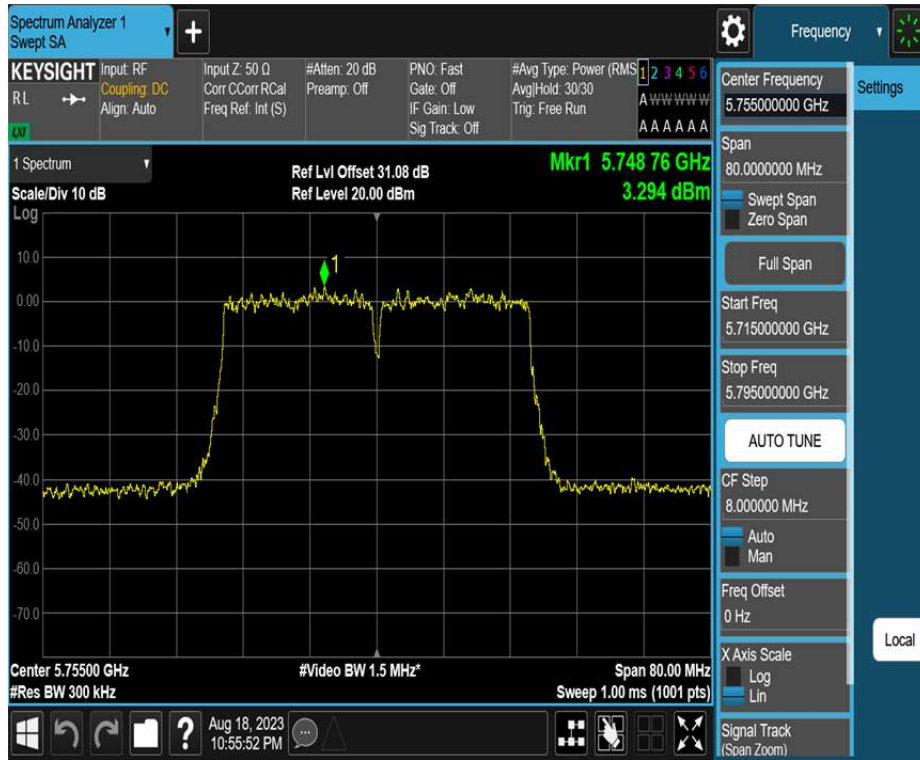 Spectrum Analyzer 1
Swept SA
+
Frequency
KEYSIGHT
R L
LXI
Input: RF
Coupling: DC
Align: Auto
Input Z: 50 Ω
Corr CCorr RCal
Freq Ref: Int (S)
#Atten: 20 dB
Preamp: Off
PNO: Fast
Gate: Off
IF Gain: Low
Sig Track: Off
#Avg Type: Power (RMS
Avg|Hold: 30/30
Trig: Free Run
1 2 3 4 5 6
A W W W W W
A A A A A A
1 Spectrum
Scale/Div 10 dB
Log
Ref Lvl Offset 31.08 dB
Ref Level 20.00 dBm
Mkr1 5.748 76 GHz
3.294 dBm
10.0
0.00
-10.0
-20.0
-30.0
-40.0
-50.0
-60.0
-70.0
1
Center 5.75500 GHz
#Res BW 300 kHz
#Video BW 1.5 MHz*
Span 80.00 MHz
Sweep 1.00 ms (1001 pts)
?
Aug 18, 2023
10:55:52 PM
Center Frequency
5.755000000 GHz
Span
80.0000000 MHz
Swept Span
Zero Span
Full Span
Start Freq
5.715000000 GHz
Stop Freq
5.795000000 GHz
AUTO TUNE
CF Step
8.000000 MHz
Auto
Man
Freq Offset
0 Hz
X Axis Scale
Log
Lin
Signal Track
(Span Zoom)
Settings
Local